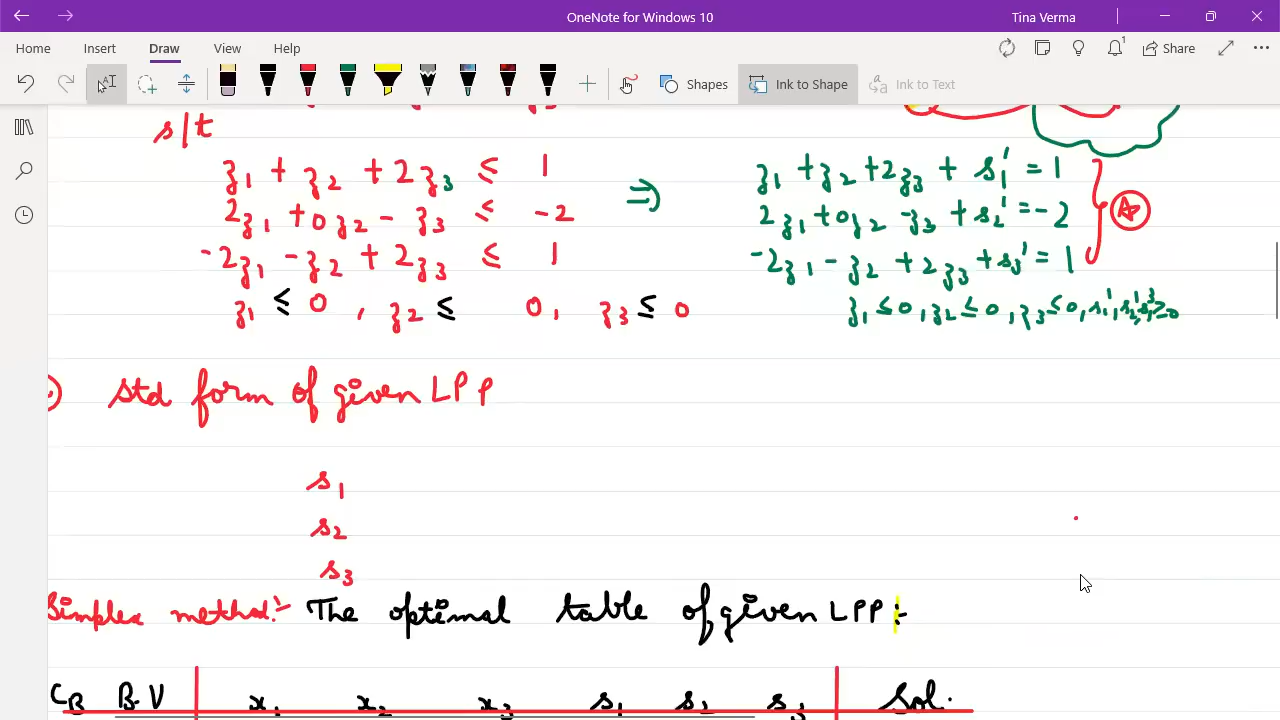 OneNote for Windows 10
Tina Verma
Home Insert Draw View Help
Share
Shapes Ink to Shape Ink to Text
s/t
z1 + z2 + 2z3 ≤ 1 ⇒ z1 + z2 + 2z3 + s1' = 1
2z1 + 0z2 - z3 ≤ -2 2z1 + 0z2 - z3 + s2' = -2
-2z1 - z2 + 2z3 ≤ 1 -2z1 - z2 + 2z3 + s3' = 1
z1 ≤ 0, z2 ≤ 0, z3 ≤ 0 z1 ≤ 0, z2 ≤ 0, z3 ≤ 0, s1', s2', s3' ≥ 0
std form of given LPP
s1
s2
s3
Simplex method:- The optimal table of given LPP:-
CB B.V x1 x2 x3 s1 s2 s3 Sol.